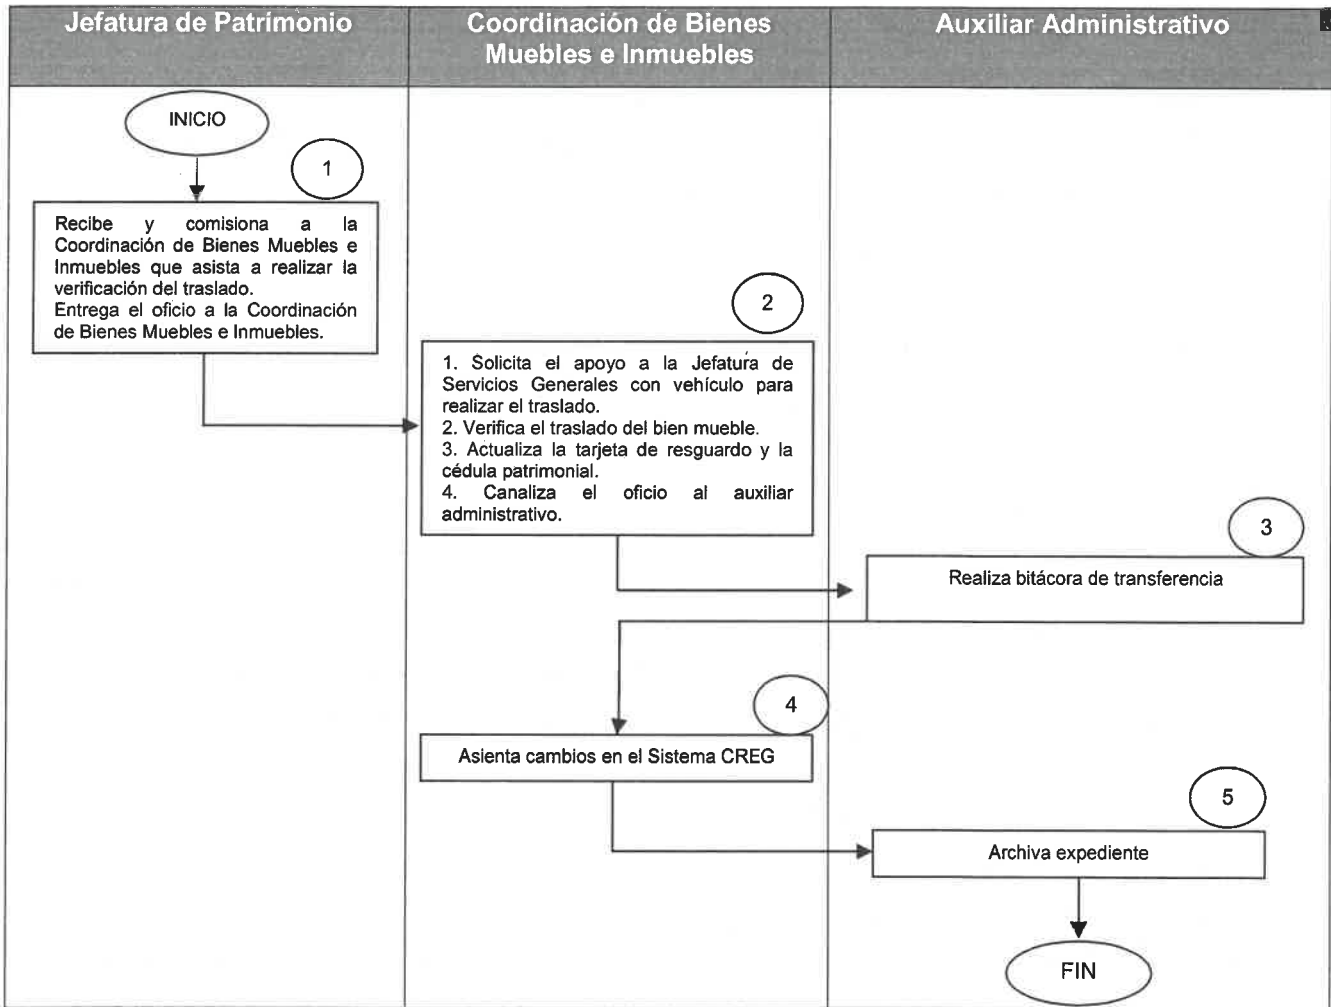 Jefatura de Patrimonio
Coordinación de Bienes
Muebles e Inmuebles
Auxiliar Administrativo
INICIO
1
Recibe y comisiona a la
Coordinación de Bienes Muebles e
Inmuebles que asista a realizar la
verificación del traslado.
Entrega el oficio a la Coordinación
de Bienes Muebles e Inmuebles.
2
1. Solicita el apoyo a la Jefatura de
Servicios Generales con vehículo para
realizar el traslado.
2. Verifica el traslado del bien mueble.
3. Actualiza la tarjeta de resguardo y la
cédula patrimonial.
4. Canaliza el oficio al auxiliar
administrativo.
3
Realiza bitácora de transferencia
4
Asienta cambios en el Sistema CREG
5
Archiva expediente
FIN